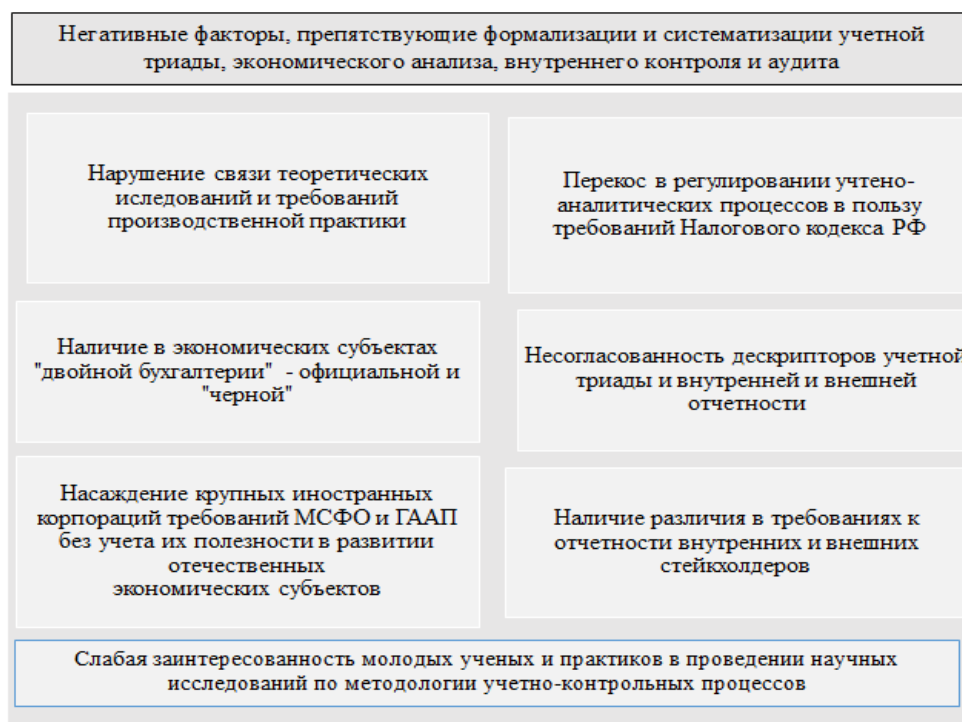 Негативные факторы, препятствующие формализации и систематизации учетной
триады, экономического анализа, внутреннего контроля и аудита
Нарушение связи теоретических
иследований и требований
производственной практики
Перекос в регулировании учтено-
аналитических процессов в пользу
требований Налогового кодекса РФ
Наличие в экономических субъектах
"двойной бухгалтерии" - официальной и
"черной"
Несогласованность дескрипторов учетной
триады и внутренней и внешней
отчетности
Насаждение крупных иностранных
корпораций требований МСФО и ГААП
без учета их полезности в развитии
отечественных
экономических субъектов
Наличие различия в требованиях к
отчетности внутренних и внешних
стейкхолдеров
Слабая заинтересованность молодых ученых и практиков в проведении научных
исследований по методологии учетно-контрольных процессов